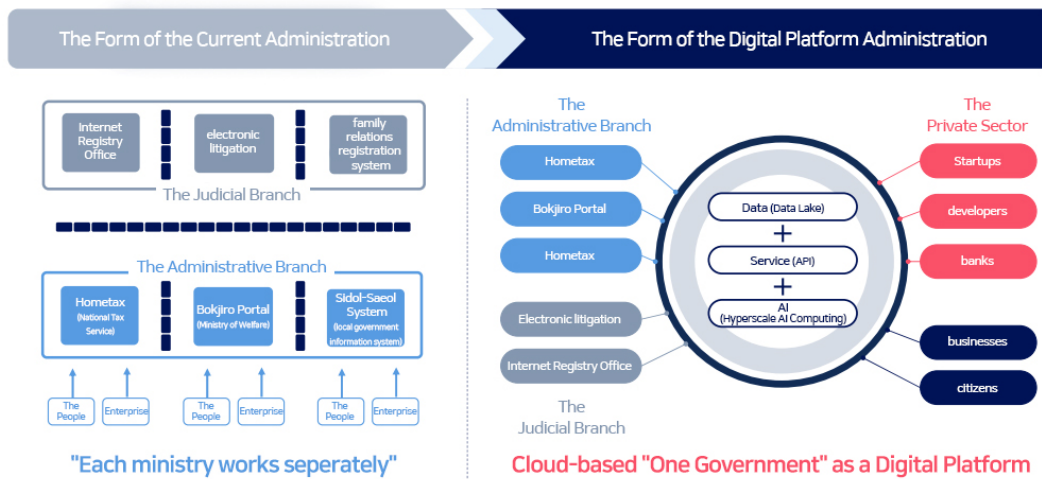 The Form of the Current Administration
The Form of the Digital Platform Administration
Internet
Registry
Office
electronic
litigation
family
relations
registration
system
The Judicial Branch
The Administrative Branch
Hometax
(National Tax
Service)
Bokjiro Portal
(Ministry of Welfare)
Sidol-Saeol
System
(local government
information system)
The
People
Enterprise
The
People
Enterprise
The
People
Enterprise
"Each ministry works seperately"
The
Administrative Branch
Hometax
Bokjiro Portal
Hometax
Electronic litigation
Internet Registry Office
The
Judicial Branch
Data (Data Lake)
+
Service (API)
+
AI
(Hyperscale AI Computing)
The
Private Sector
Startups
developers
banks
businesses
citizens
Cloud-based "One Government" as a Digital Platform